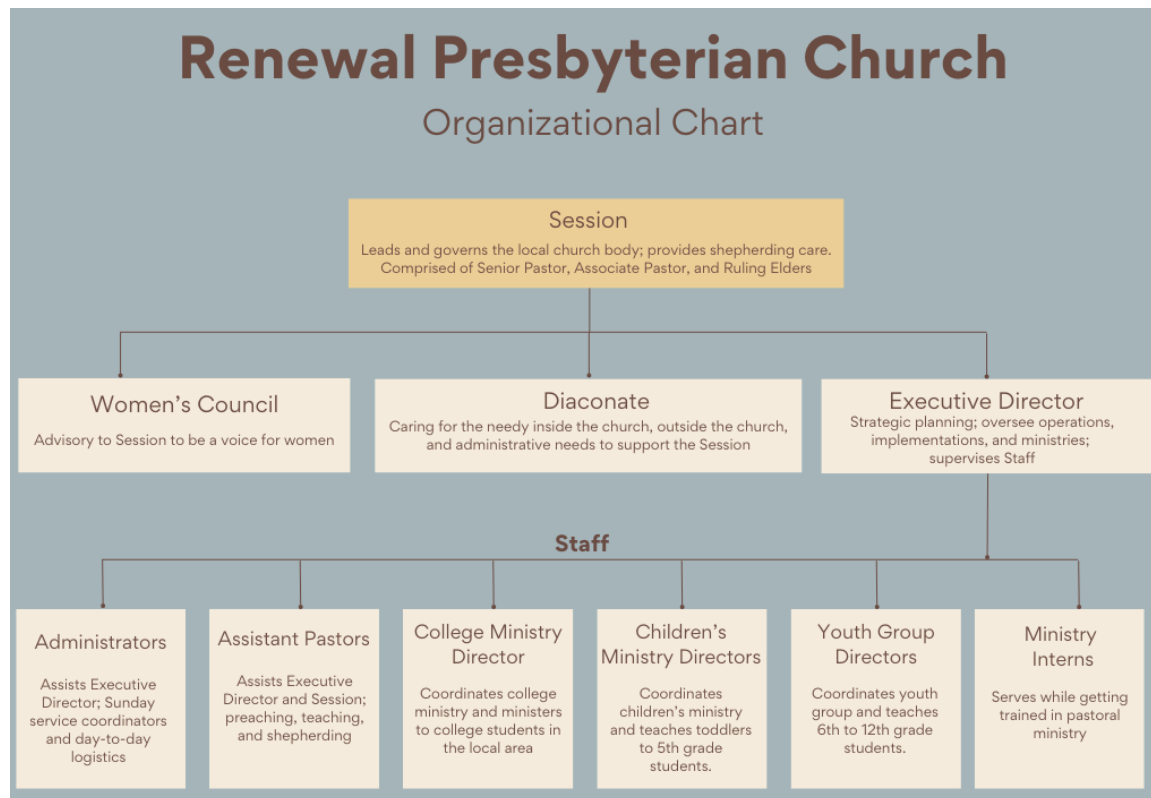 Renewal Presbyterian Church
Organizational Chart
Session
Leads and governs the local church body; provides shepherding care.
Comprised of Senior Pastor, Associate Pastor, and Ruling Elders
Women's Council
Advisory to Session to be a voice for women
Diaconate
Caring for the needy inside the church, outside the church,
and administrative needs to support the Session
Executive Director
Strategic planning; oversee operations,
implementations, and ministries;
supervises Staff
Staff
Administrators
Assists Executive
Director; Sunday
service coordinators
and day-to-day
logistics
Assistant Pastors
Assists Executive
Director and Session;
preaching, teaching,
and shepherding
College Ministry
Director
Coordinates college
ministry and ministers
to college students in
the local area
Children's
Ministry Directors
Coordinates
children's ministry
and teaches toddlers
to 5th grade
students.
Youth Group
Directors
Coordinates youth
group and teaches
6th to 12th grade
students.
Ministry
Interns
Serves while getting
trained in pastoral
ministry